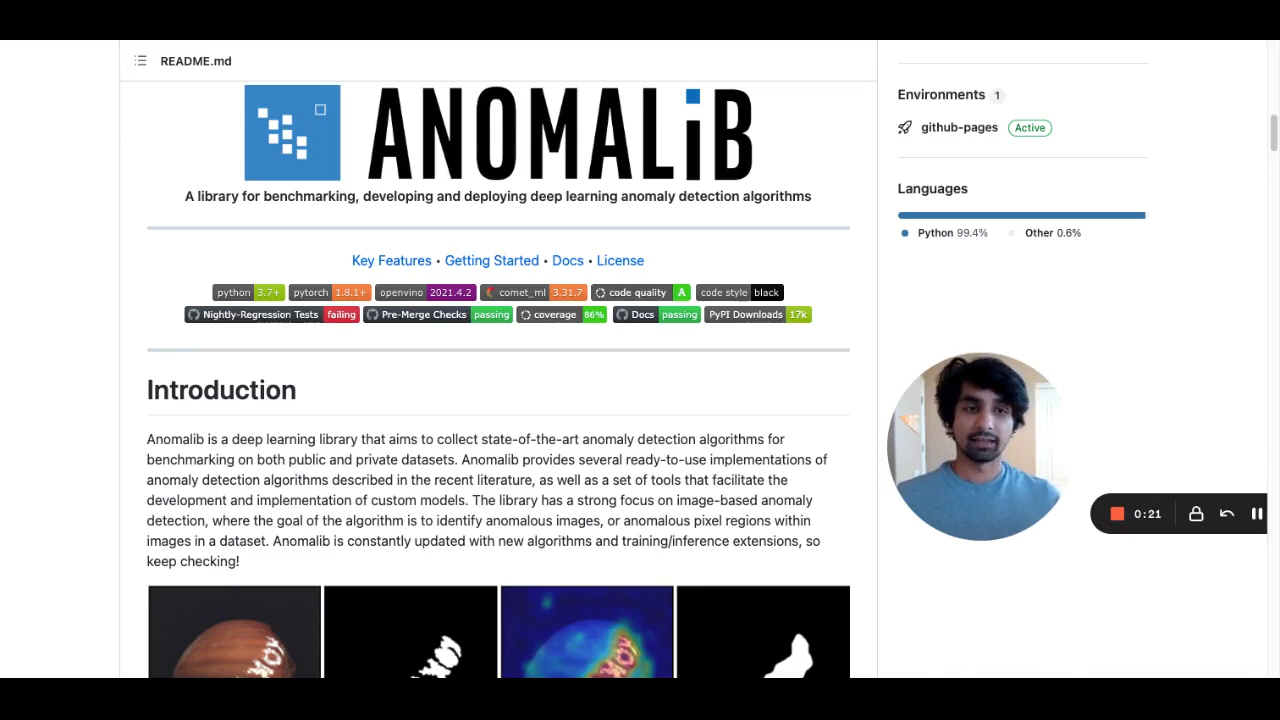 README.md
ANOMALiB
A library for benchmarking, developing and deploying deep learning anomaly detection algorithms
Key Features • Getting Started • Docs • License
python 3.7+ pytorch 1.8.1+ openvino 2021.4.2 comet_ml 3.31.7 code quality A code style black
Nightly-Regression Tests failing Pre-Merge Checks passing coverage 86% Docs passing PyPI Downloads 17k
Introduction
Anomalib is a deep learning library that aims to collect state-of-the-art anomaly detection algorithms for
benchmarking on both public and private datasets. Anomalib provides several ready-to-use implementations of
anomaly detection algorithms described in the recent literature, as well as a set of tools that facilitate the
development and implementation of custom models. The library has a strong focus on image-based anomaly
detection, where the goal of the algorithm is to identify anomalous images, or anomalous pixel regions within
images in a dataset. Anomalib is constantly updated with new algorithms and training/inference extensions, so
keep checking!
Environments 1
github-pages Active
Languages
Python 99.4% Other 0.6%
0:21